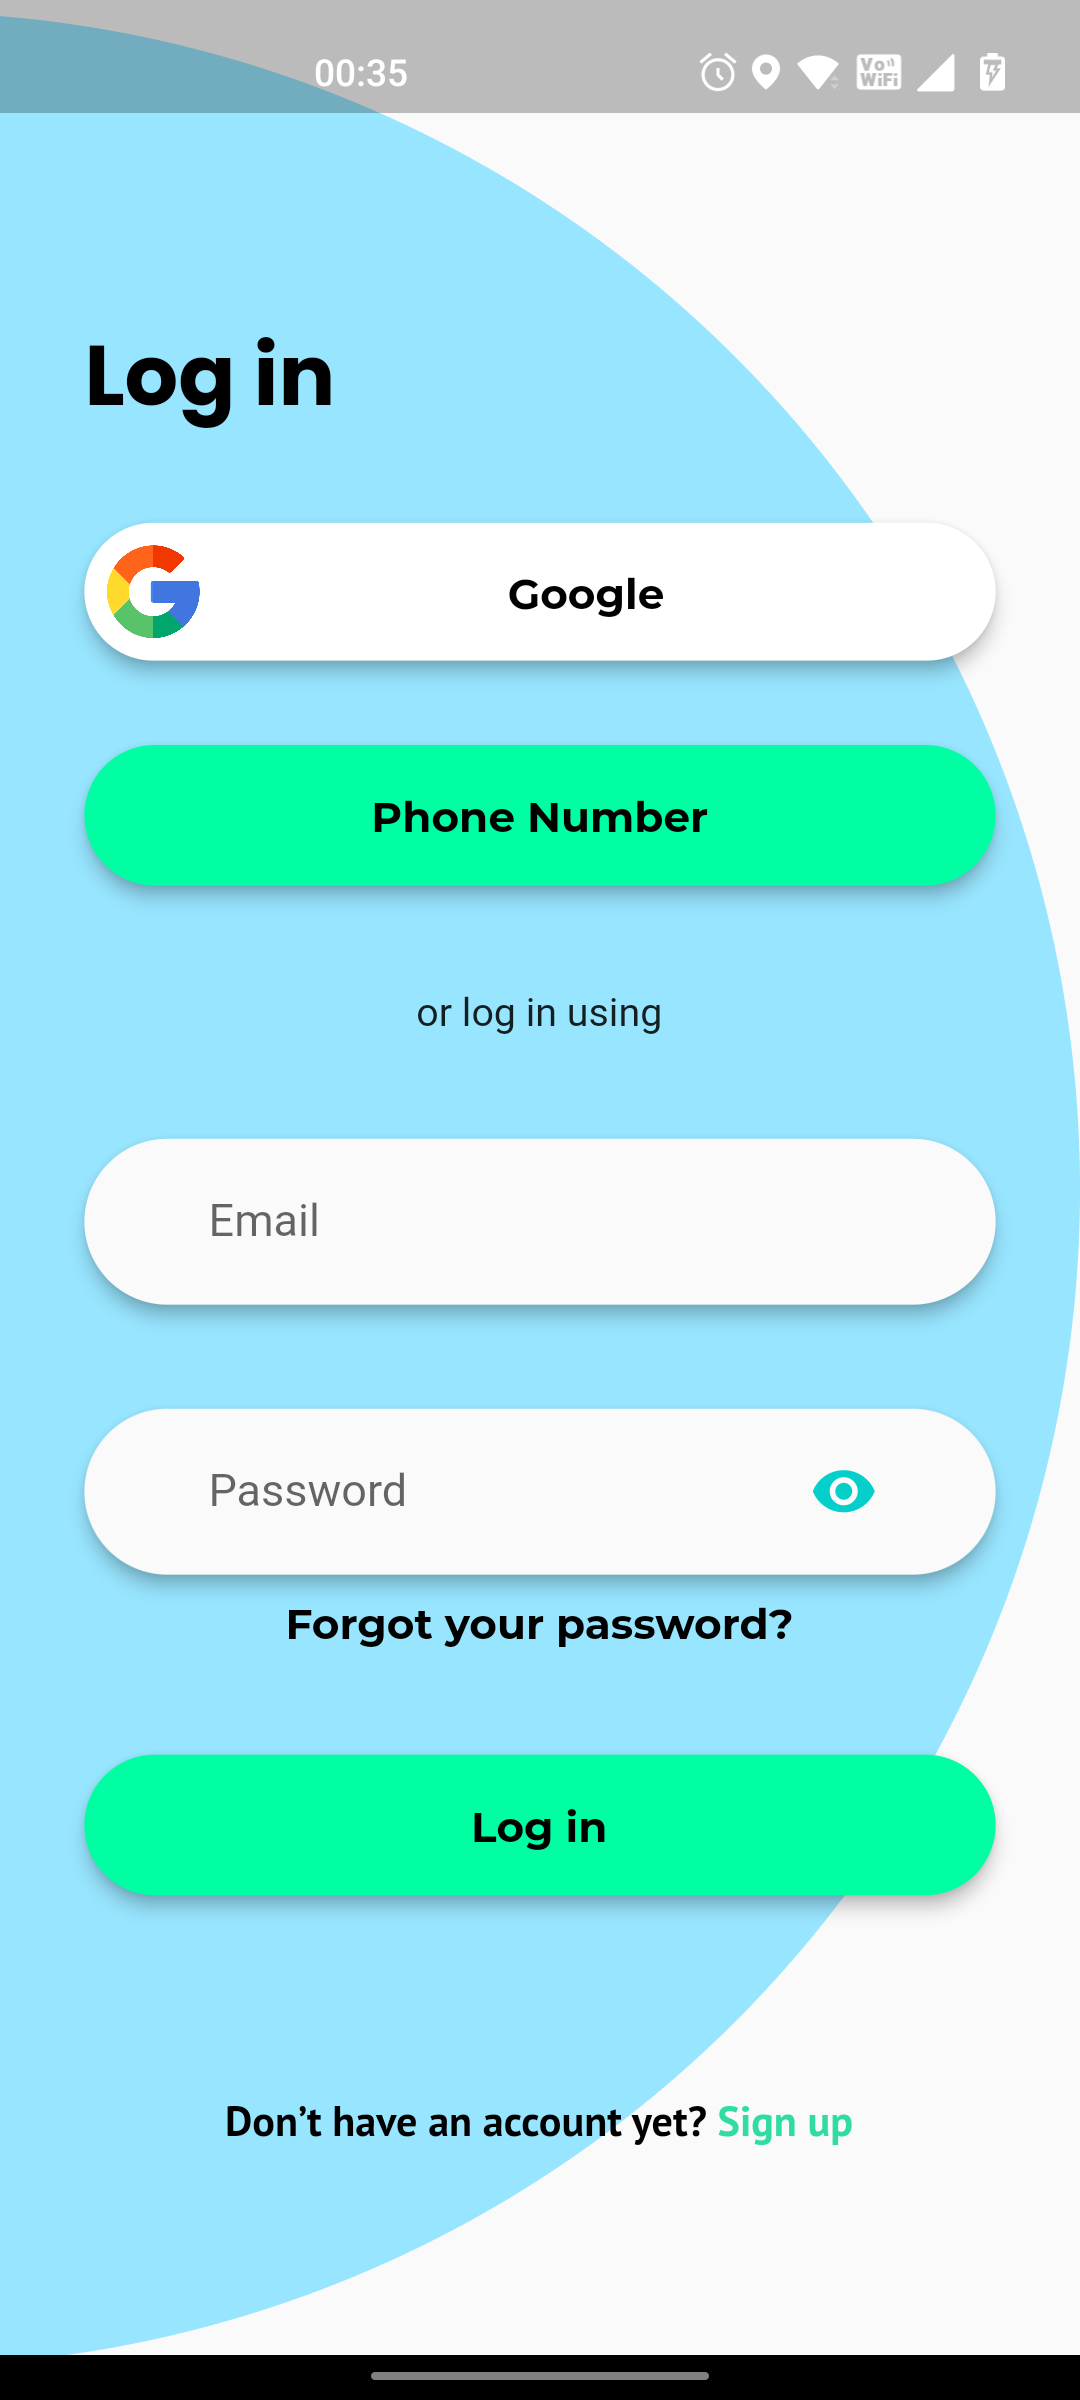 00:35
Vo WiFi
Log in
Google
Phone Number
or log in using
Email
Password
Forgot your password?
Log in
Don’t have an account yet? Sign up